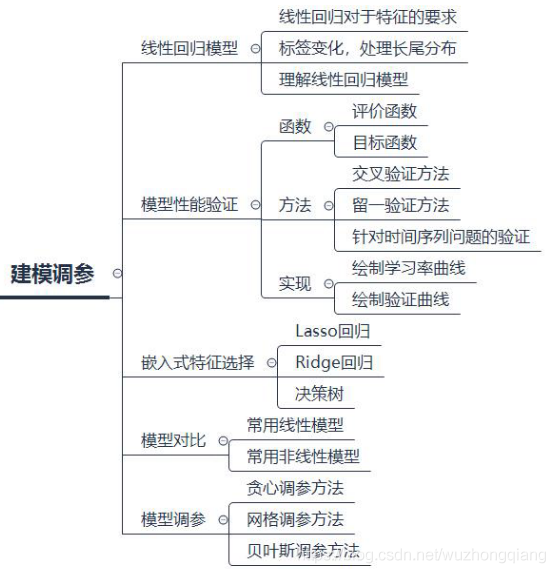 线性回归对于特征的要求
线性回归模型
标签变化，处理长尾分布
理解线性回归模型
评价函数
函数
目标函数
交叉验证方法
模型性能验证
方法
留一验证方法
针对时间序列问题的验证
建模调参
绘制学习率曲线
实现
绘制验证曲线
Lasso回归
嵌入式特征选择
Ridge回归
决策树
常用线性模型
模型对比
常用非线性模型
贪心调参方法
模型调参
网格调参方法
贝叶斯调参方法
blog.csdn.net/wuzhongqiang